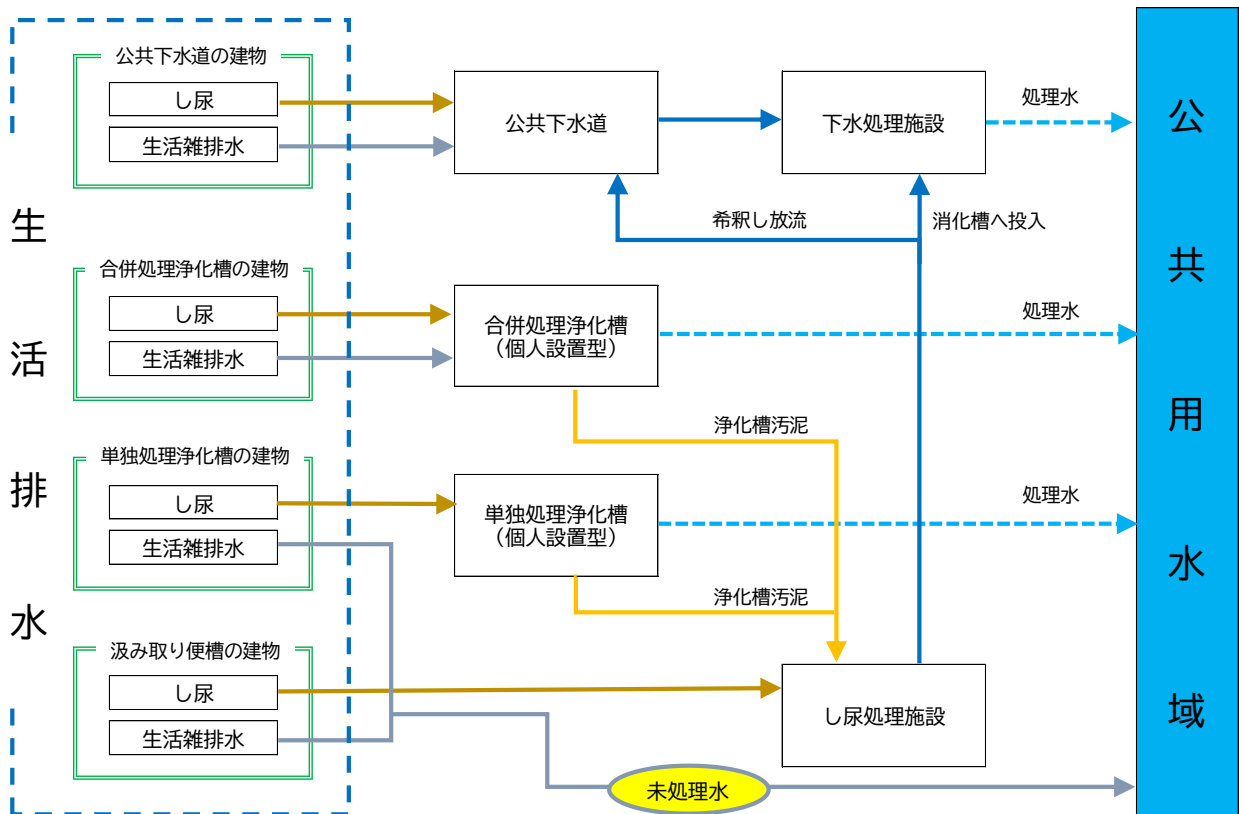 生活排水
公共下水道の建物
し尿
生活雑排水
公共下水道
下水処理施設
処理水
希釈し放流
消化槽へ投入
合併処理浄化槽の建物
し尿
生活雑排水
合併処理浄化槽
（個人設置型）
処理水
浄化槽汚泥
単独処理浄化槽の建物
し尿
生活雑排水
単独処理浄化槽
（個人設置型）
処理水
浄化槽汚泥
汲み取り便槽の建物
し尿
生活雑排水
し尿処理施設
未処理水
公共用水域